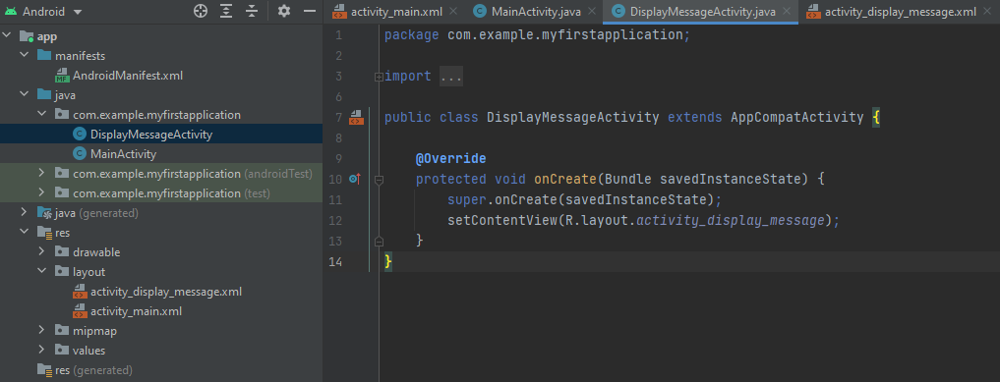 Android
activity_main.xml
MainActivity.java
DisplayMessageActivity.java
activity_display_message.xml
app
manifests
MF
AndroidManifest.xml
java
com.example.myfirstapplication
C DisplayMessageActivity
C MainActivity
com.example.myfirstapplication (androidTest)
com.example.myfirstapplication (test)
java (generated)
res
drawable
layout
activity_display_message.xml
activity_main.xml
mipmap
values
res (generated)
1 package com.example.myfirstapplication;
2
3 import ...
6
7 public class DisplayMessageActivity extends AppCompatActivity {
8
9 @Override
10 protected void onCreate(Bundle savedInstanceState) {
11 super.onCreate(savedInstanceState);
12 setContentView(R.layout.activity_display_message);
13 }
14 }